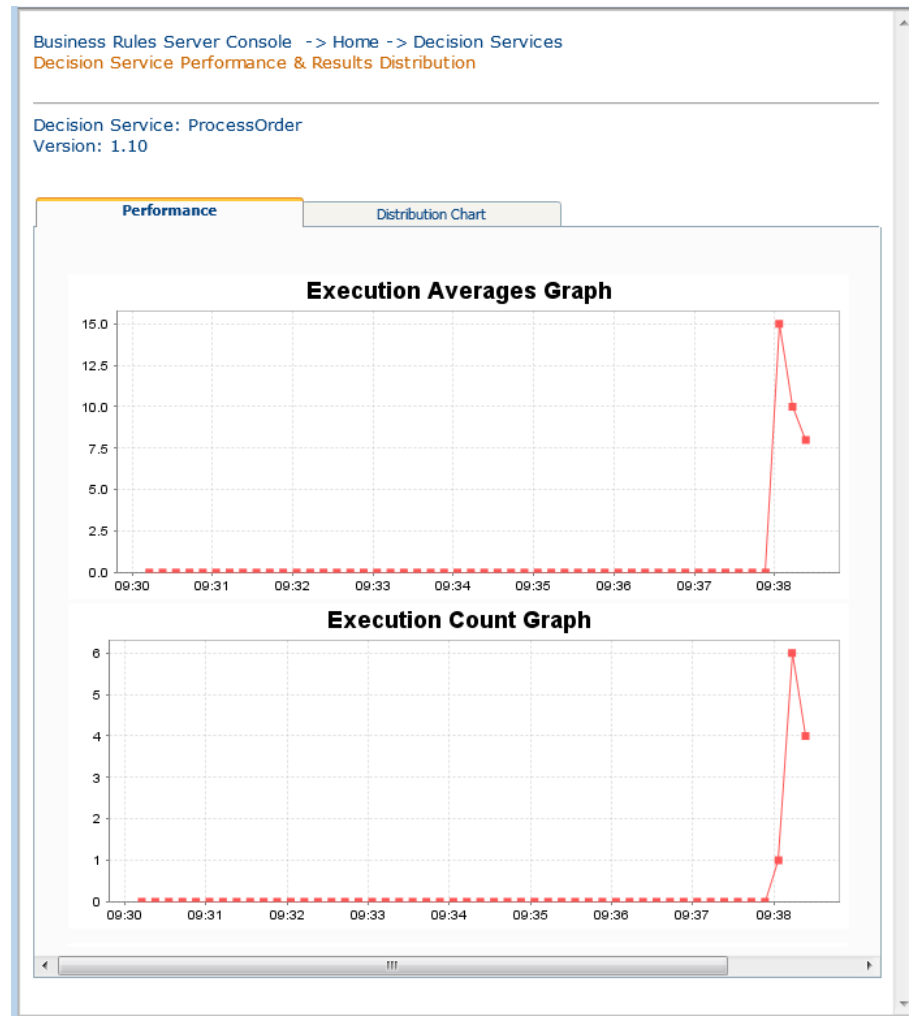 Business Rules Server Console -> Home -> Decision Services
Decision Service Performance & Results Distribution
Decision Service: ProcessOrder
Version: 1.10
Performance
Distribution Chart
Execution Averages Graph
15.0
12.5
10.0
7.5
5.0
2.5
0.0
09:30 09:31 09:32 09:33 09:34 09:35 09:36 09:37 09:38
Execution Count Graph
6
5
4
3
2
1
0
09:30 09:31 09:32 09:33 09:34 09:35 09:36 09:37 09:38